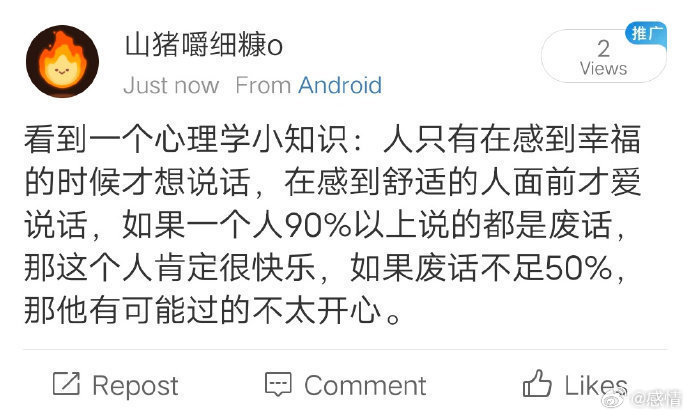 山猪嚼细糠o
推广
2
Views
Just now From Android
看到一个心理学小知识：人只有在感到幸福
的时候才想说话，在感到舒适的人面前才爱
说话，如果一个人90%以上说的都是废话，
那这个人肯定很快乐，如果废话不足50%，
那他有可能过的不太开心。
Repost Comment Likes
@感情